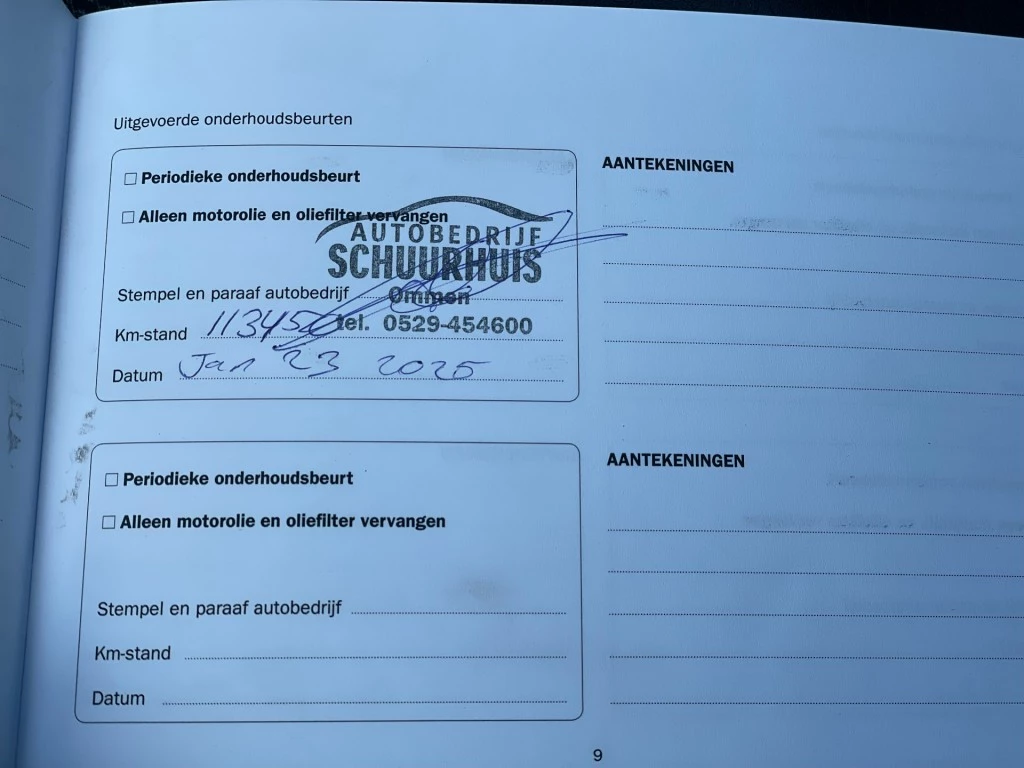 Uitgevoerde onderhoudsbeurten
☐ Periodieke onderhoudsbeurt
☐ Alleen motorolie en oliefilter vervangen
AUTOBEDRIJF
SCHUURHUIS
Stempel en paraaf autobedrijf Ommen
Km-stand 113450 tel. 0529-454600
Datum Jan 23 2025
AANTEKENINGEN
☐ Periodieke onderhoudsbeurt
☐ Alleen motorolie en oliefilter vervangen
Stempel en paraaf autobedrijf
Km-stand
Datum
AANTEKENINGEN
9